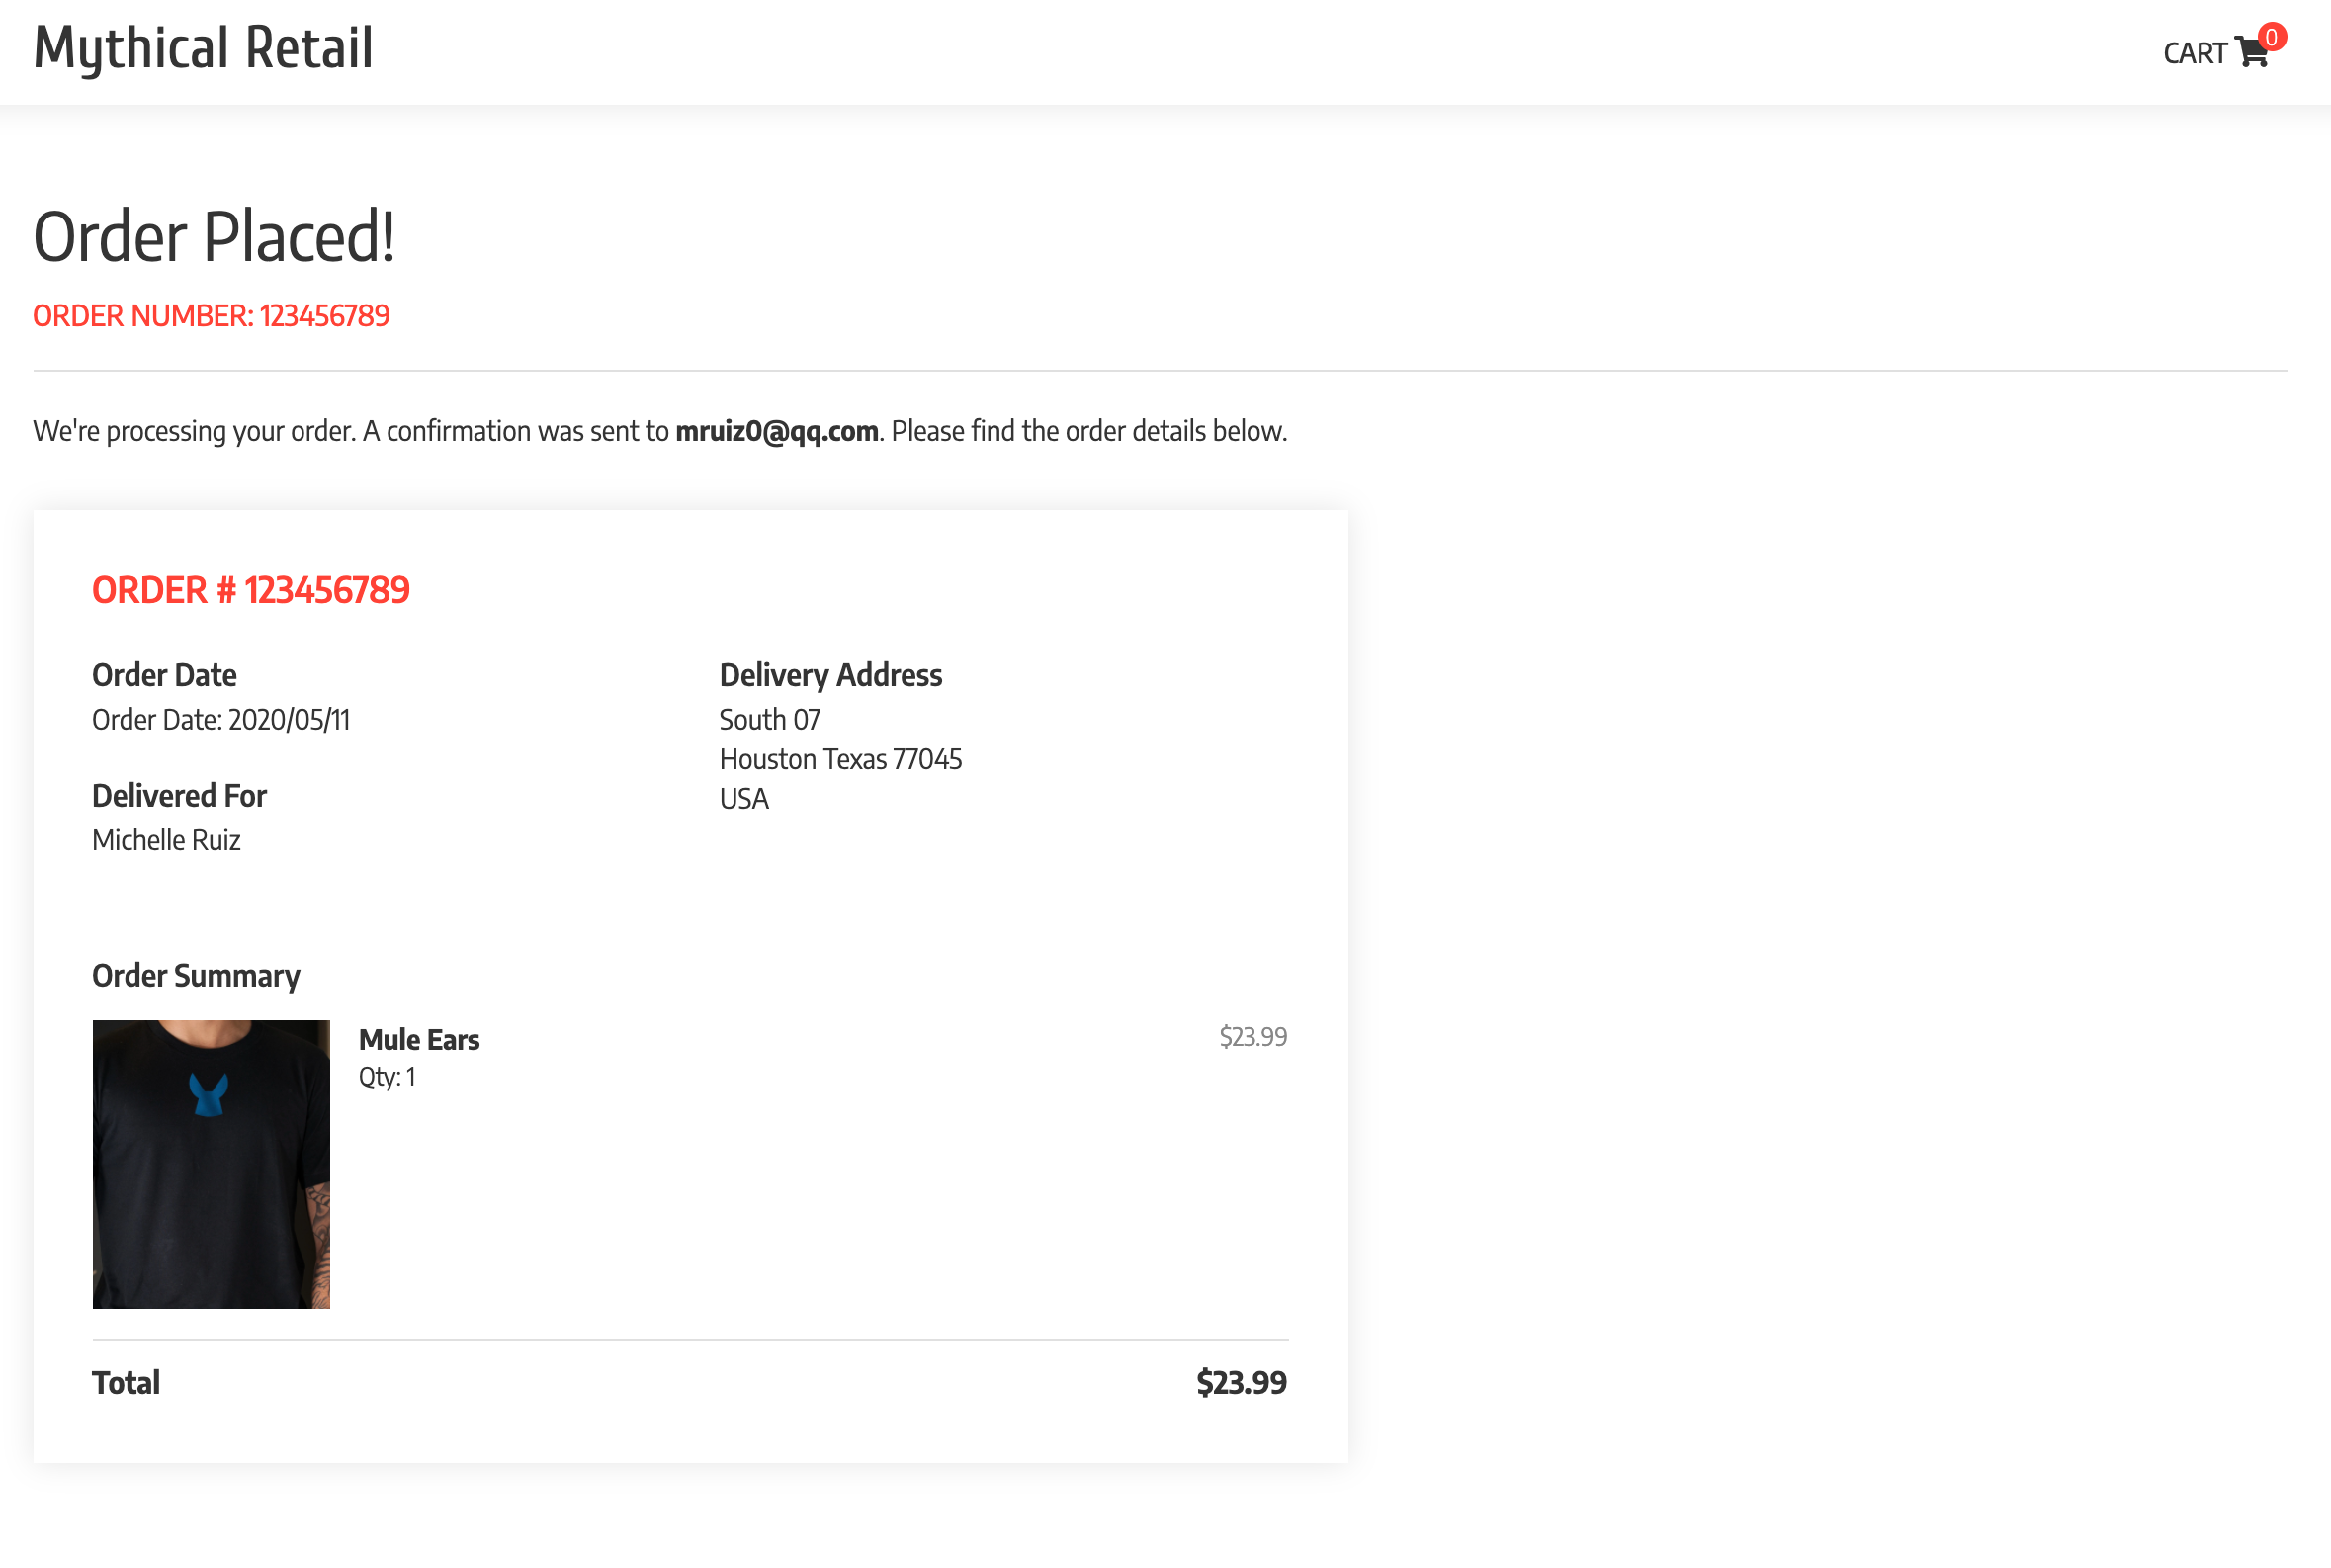 Mythical Retail
CART 0
Order Placed!
ORDER NUMBER: 123456789
We're processing your order. A confirmation was sent to mruiz0@qq.com. Please find the order details below.
ORDER # 123456789
Order Date
Order Date: 2020/05/11
Delivered For
Michelle Ruiz
Delivery Address
South 07
Houston Texas 77045
USA
Order Summary
Mule Ears
$23.99
Qty: 1
Total
$23.99